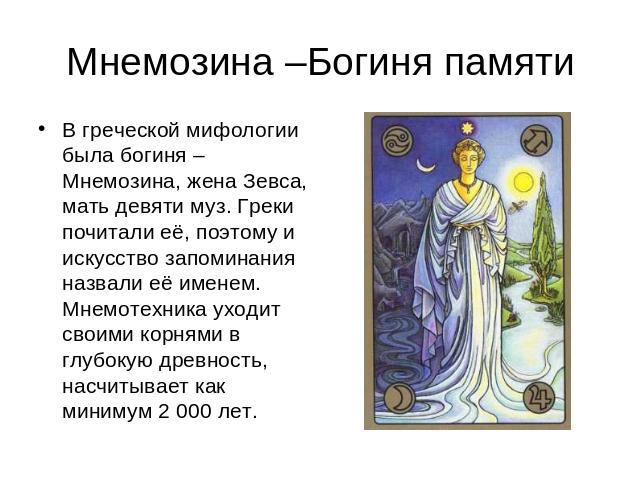 Мнемозина –Богиня памяти
• В греческой мифологии
была богиня –
Мнемозина, жена Зевса,
мать девяти муз. Греки
почитали её, поэтому и
искусство запоминания
назвали её именем.
Мнемотехника уходит
своими корнями в
глубокую древность,
насчитывает как
минимум 2 000 лет.